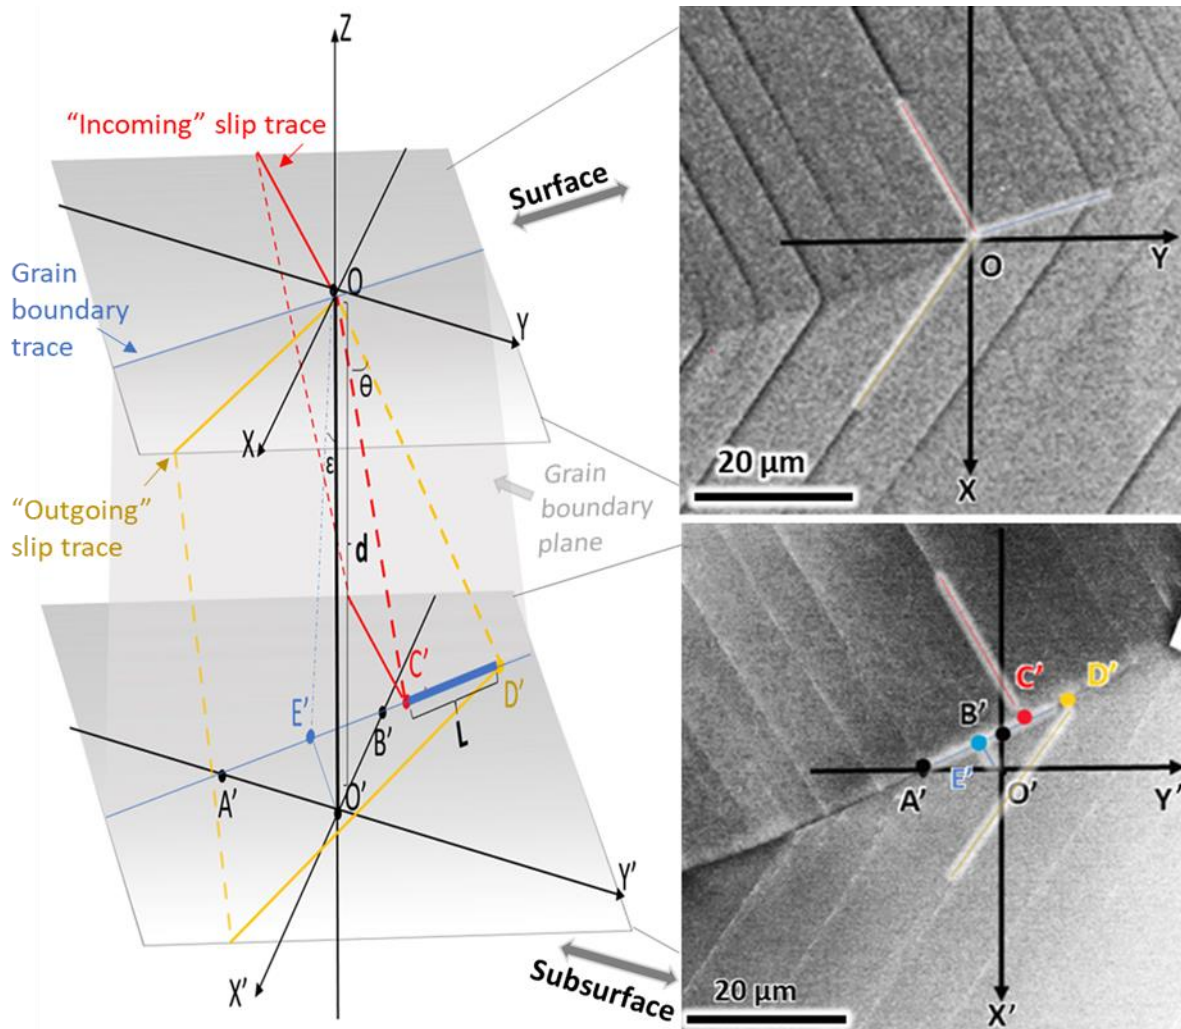 Z
“Incoming” slip trace
Surface
O
Grain
boundary
trace
Y
θ
X
ε
“Outgoing”
slip trace
Grain
boundary
plane
d
C’
D’
E’
B’
L
A’
O’
Y’
X’
Subsurface
O
Y
X
20 µm
D’
C’
B’
E’
A’
O’
Y’
X’
20 µm